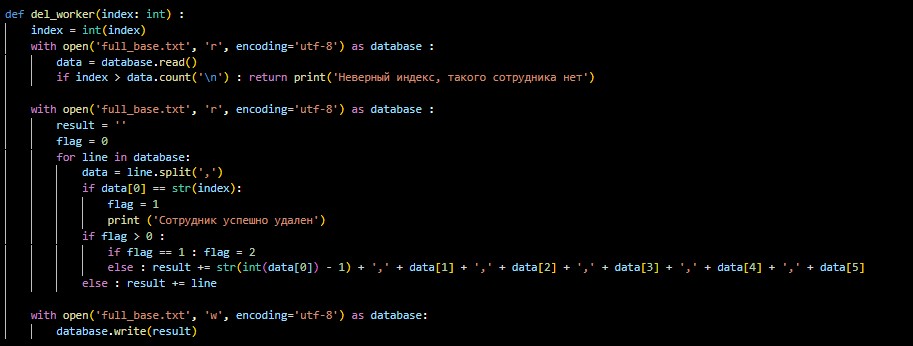 def del_worker(index: int) :
    index = int(index)
    with open('full_base.txt', 'r', encoding='utf-8') as database :
        data = database.read()
        if index > data.count('\n') : return print('Неверный индекс, такого сотрудника нет')

    with open('full_base.txt', 'r', encoding='utf-8') as database :
        result = ''
        flag = 0
        for line in database:
            data = line.split(',')
            if data[0] == str(index):
                flag = 1
                print ('Сотрудник успешно удален')
            if flag > 0 :
                if flag == 1 : flag = 2
                else : result += str(int(data[0]) - 1) + ',' + data[1] + ',' + data[2] + ',' + data[3] + ',' + data[4] + ',' + data[5]
            else : result += line

    with open('full_base.txt', 'w', encoding='utf-8') as database:
        database.write(result)